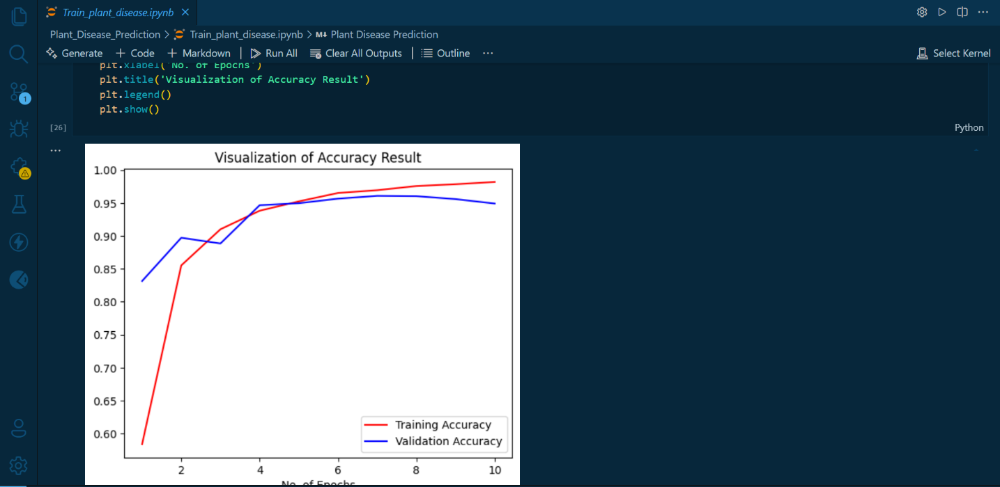 Train_plant_disease.ipynb
Plant_Disease_Prediction > Train_plant_disease.ipynb > M↓ Plant Disease Prediction
Generate + Code + Markdown | Run All Clear All Outputs | Outline ...
Select Kernel
plt.xlabel('No. of Epochs')
plt.title('Visualization of Accuracy Result')
plt.legend()
plt.show()
1
[26]
Python
...
Visualization of Accuracy Result
1.00
0.95
0.90
0.85
0.80
0.75
0.70
0.65
0.60
Training Accuracy
Validation Accuracy
2 4 6 8 10
No. of Epochs